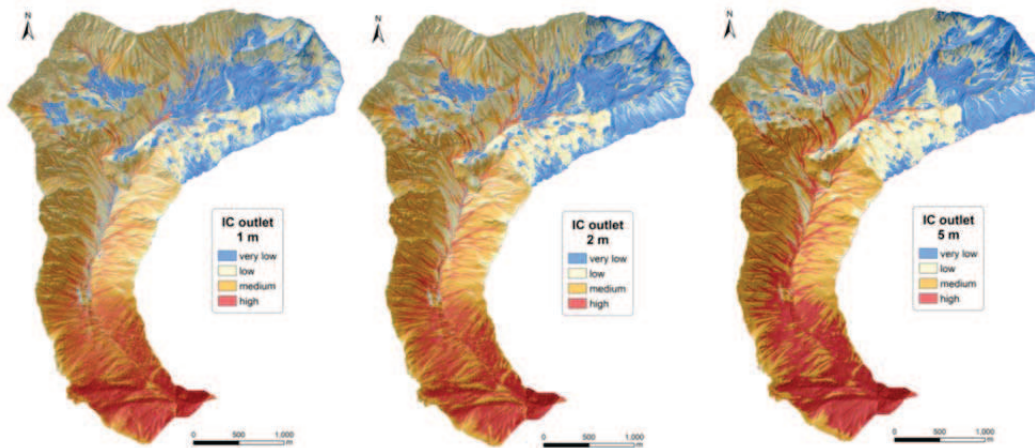 N
IC outlet
1 m
very low
low
medium
high
0 500 1,000
m
N
IC outlet
2 m
very low
low
medium
high
0 500 1,000
m
N
IC outlet
5 m
very low
low
medium
high
0 500 1,000
m